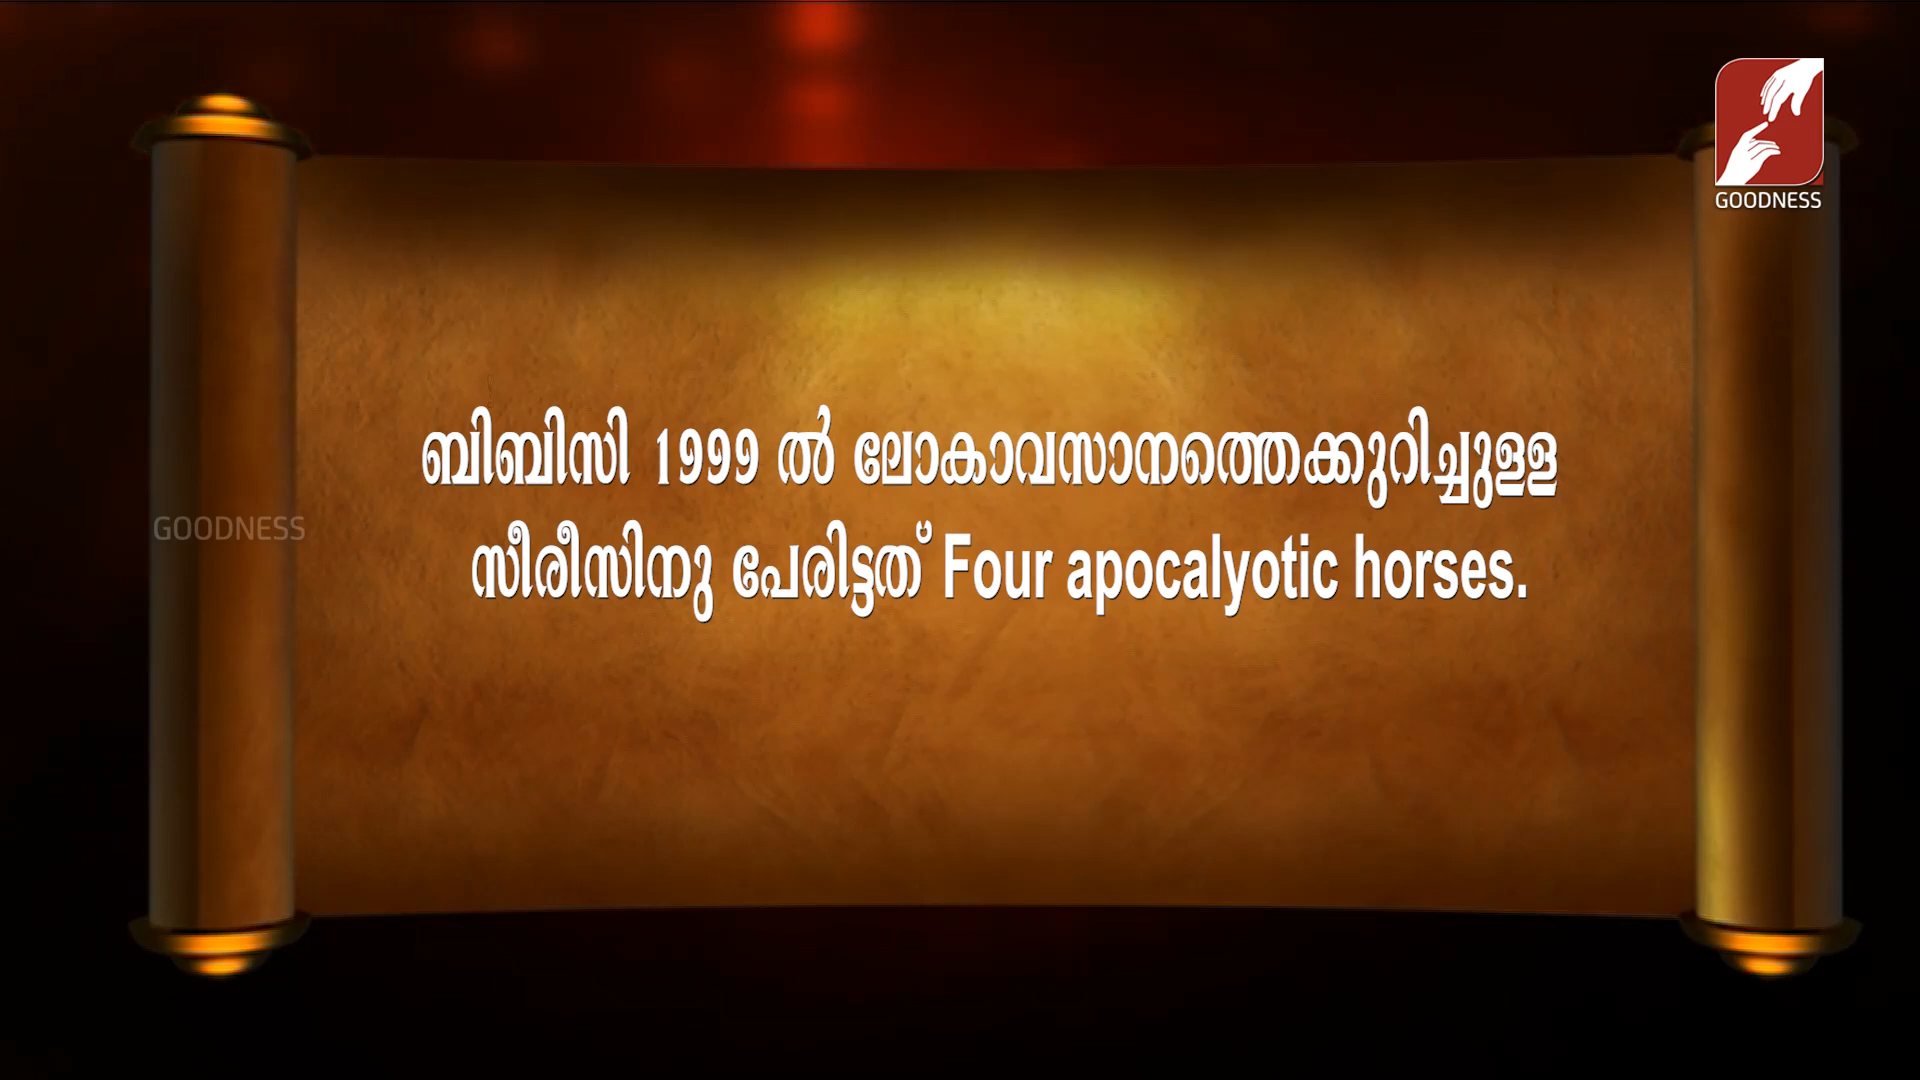 GOODNESS
ബിബിസി 1999 ൽ ലോകാവസാനത്തെക്കുറിച്ചുള്ള
GOODNESS
സീരീസിനു പേരിട്ടത് Four apocalyotic horses.